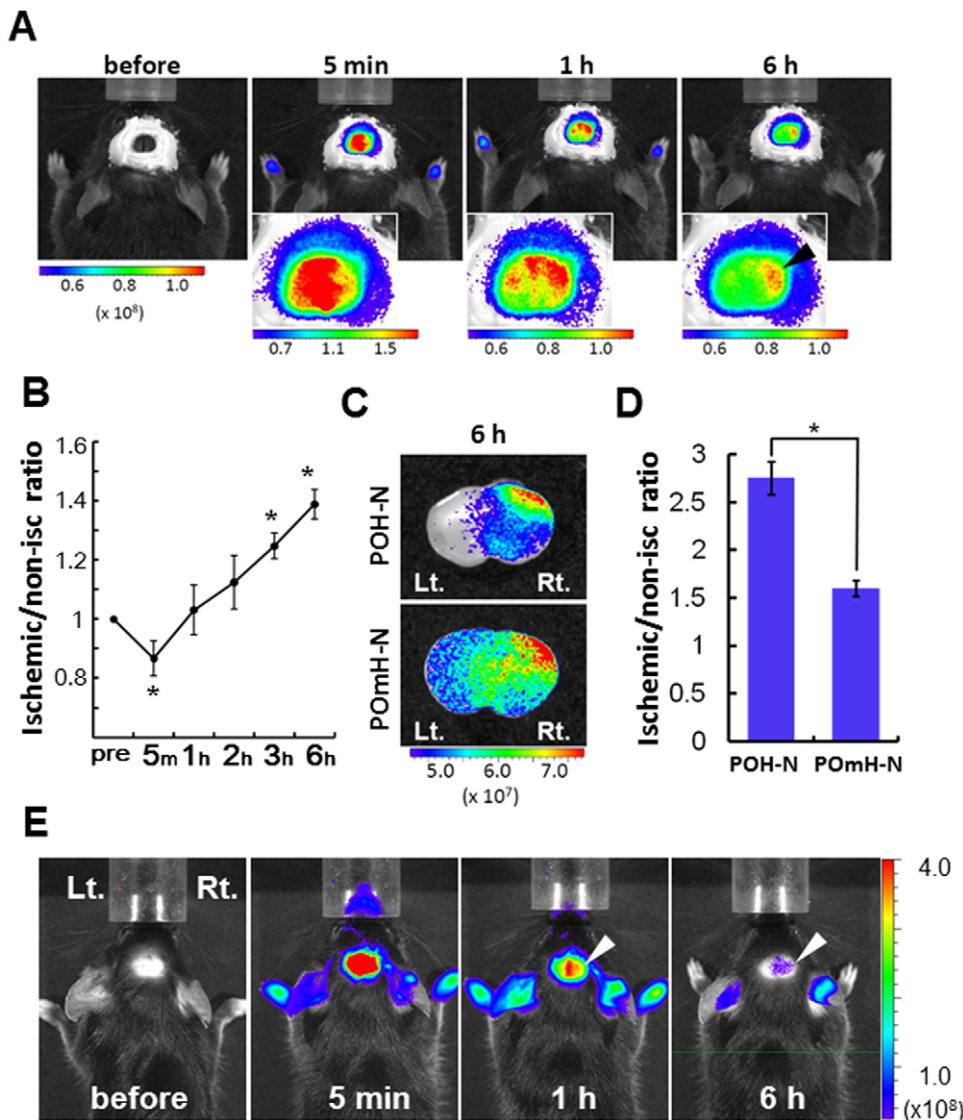 A
before 5 min 1 h 6 h
0.6 0.8 1.0
(x 10⁸)
0.7 1.1 1.5
0.6 0.8 1.0
0.6 0.8 1.0
B
Ischemic/non-isc ratio
1.6
1.4
1.2
1
0.8
* * *
pre 5m 1h 2h 3h 6h
C
6 h
POH-N
Lt. Rt.
POmH-N
Lt. Rt.
5.0 6.0 7.0
(x 10⁷)
D
Ischemic/non-isc ratio
*
3
2.5
2
1.5
1
0.5
0
POH-N POmH-N
E
Lt. Rt.
before 5 min 1 h 6 h
4.0
1.0
(x10⁸)